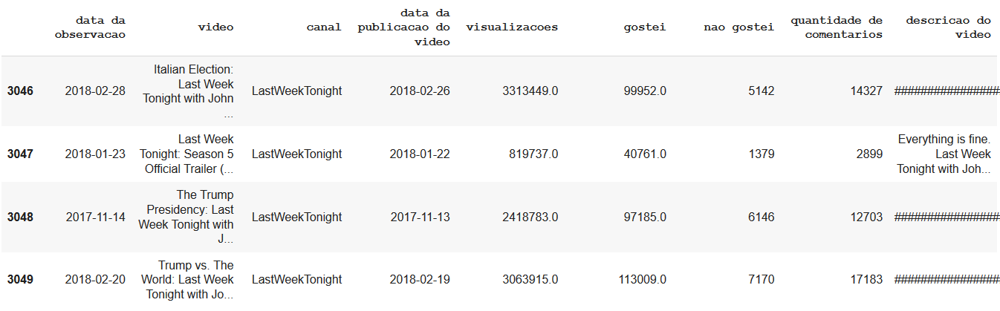 data da observacao video canal data da publicacao do video visualizacoes gostei nao gostei quantidade de comentarios descricao do video
3046 2018-02-28 Italian Election: Last Week Tonight with John ... LastWeekTonight 2018-02-26 3313449.0 99952.0 5142 14327 ##################
3047 2018-01-23 Last Week Tonight: Season 5 Official Trailer (... LastWeekTonight 2018-01-22 819737.0 40761.0 1379 2899 Everything is fine. Last Week Tonight with Joh...
3048 2017-11-14 The Trump Presidency: Last Week Tonight with J... LastWeekTonight 2017-11-13 2418783.0 97185.0 6146 12703 ##################
3049 2018-02-20 Trump vs. The World: Last Week Tonight with Jo... LastWeekTonight 2018-02-19 3063915.0 113009.0 7170 17183 ##################